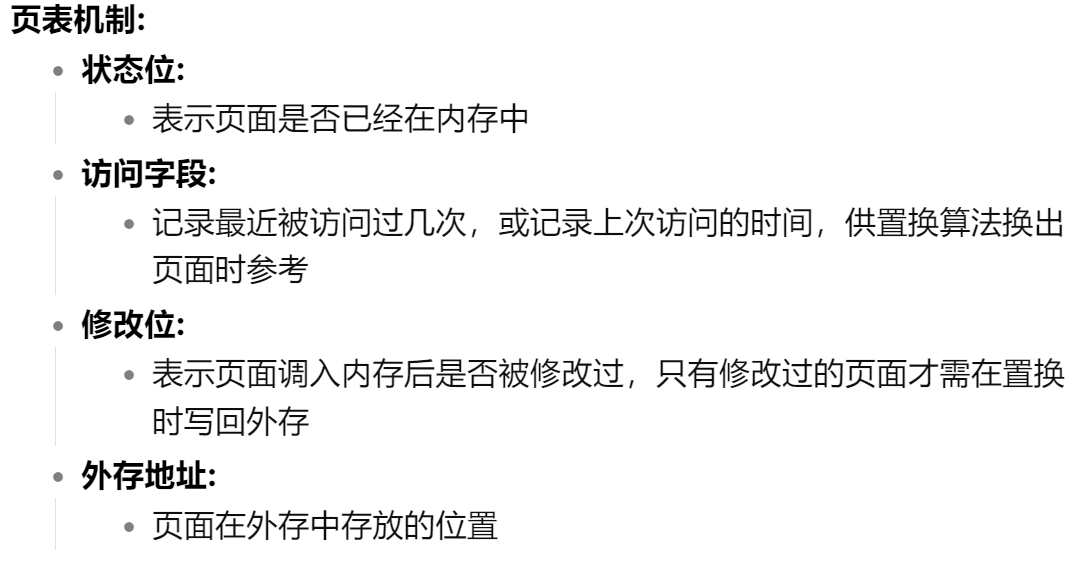 页表机制:
状态位:
表示页面是否已经在内存中
访问字段:
记录最近被访问过几次，或记录上次访问的时间，供置换算法换出
页面时参考
修改位:
表示页面调入内存后是否被修改过，只有修改过的页面才需在置换
时写回外存
外存地址:
页面在外存中存放的位置